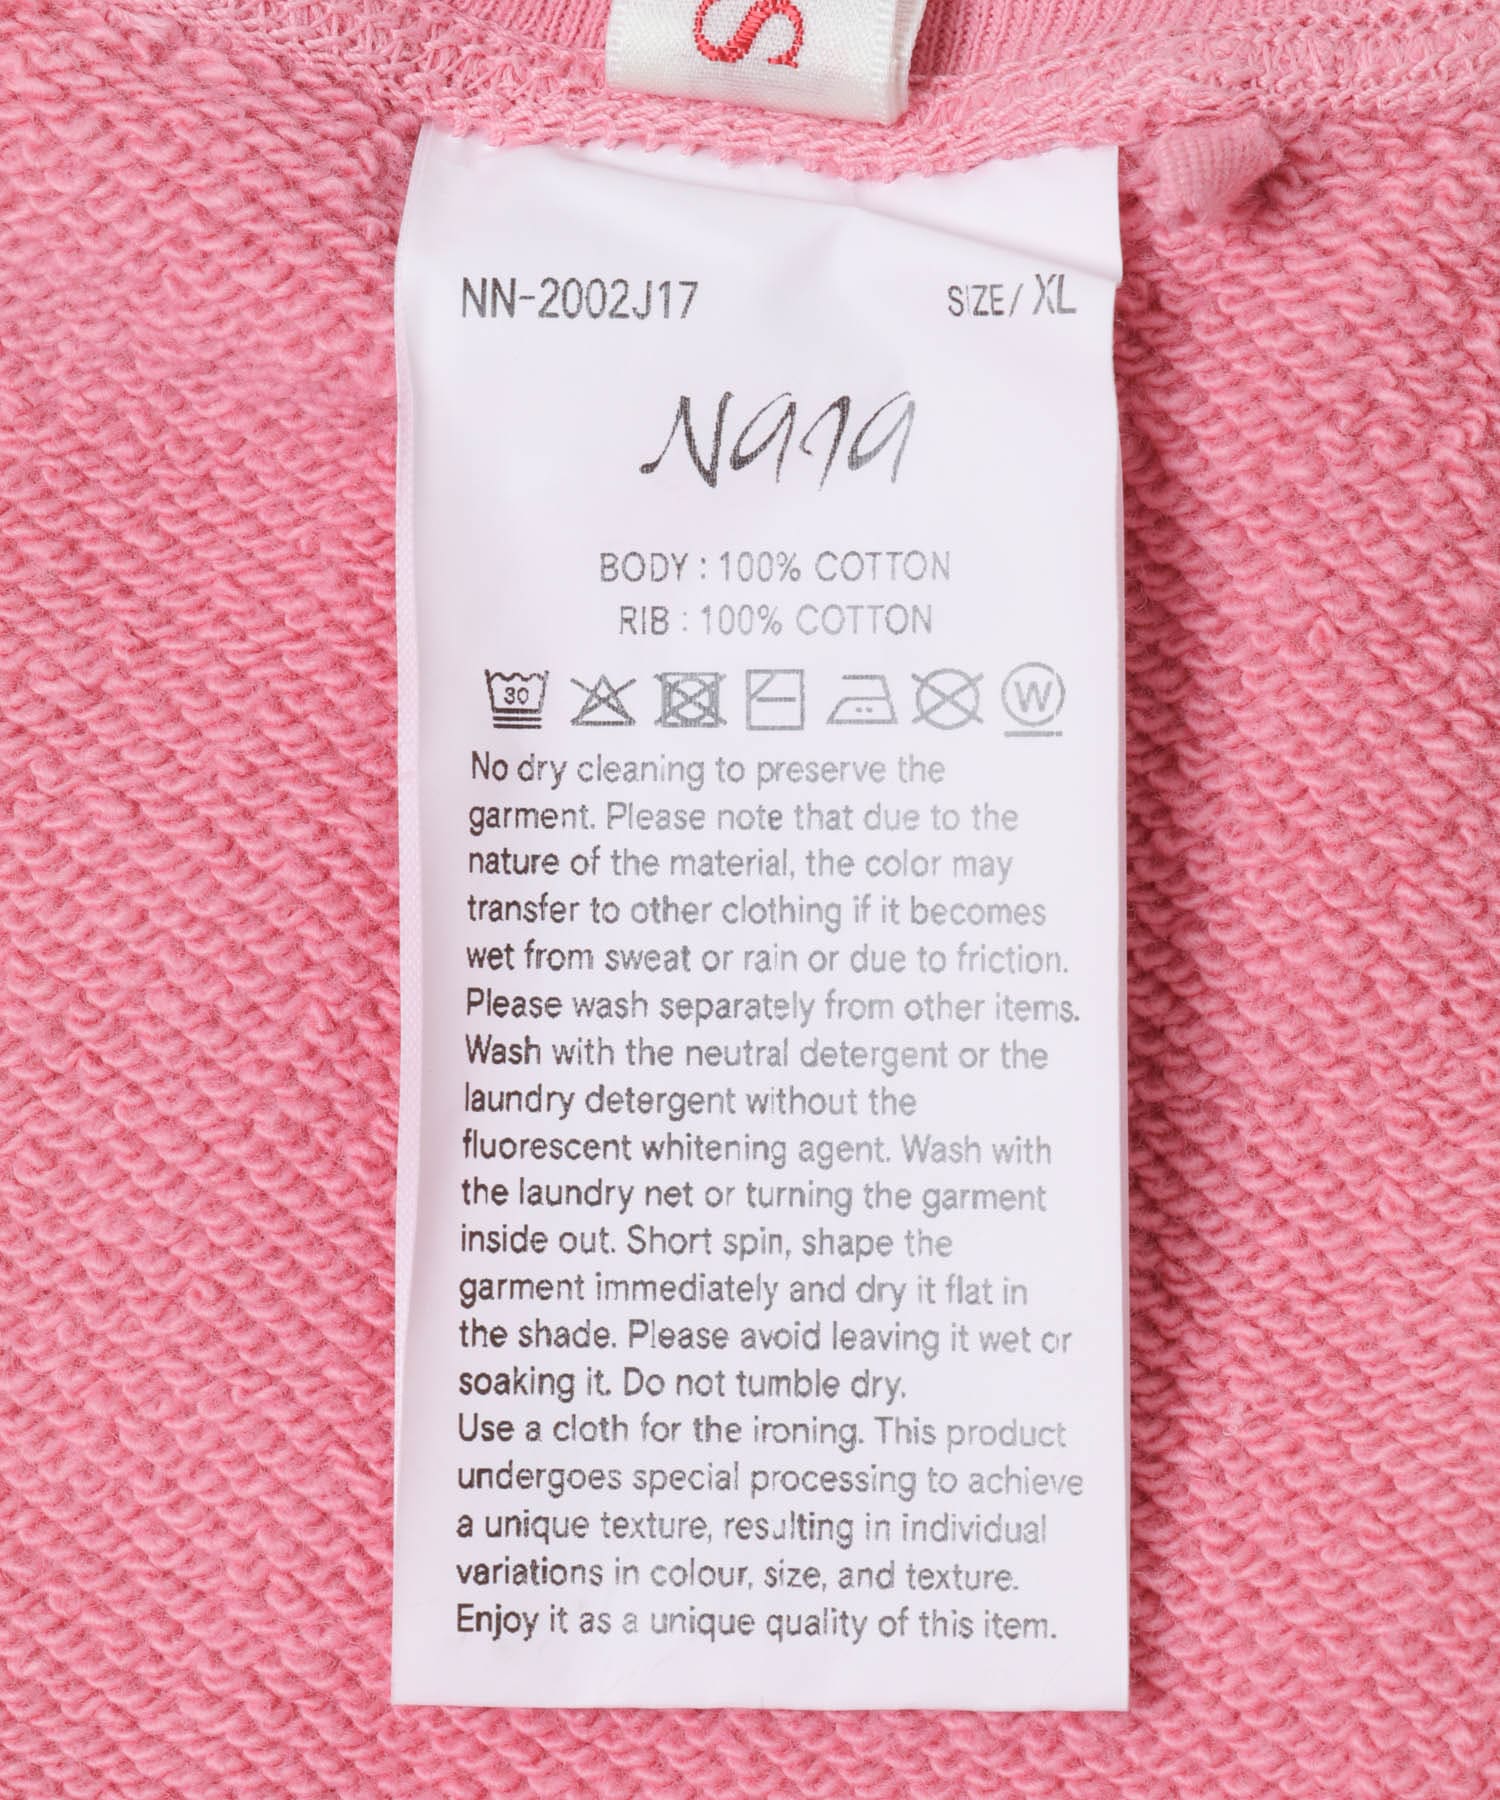 S
NN-2002J17
SIZE/ XL
BODY : 100% COTTON
RIB : 100% COTTON
30
W
No dry cleaning to preserve the
garment. Please note that due to the
nature of the material, the color may
transfer to other clothing if it becomes
wet from sweat or rain or due to friction.
Please wash separately from other items.
Wash with the neutral detergent or the
laundry detergent without the
fluorescent whitening agent. Wash with
the laundry net or turning the garment
inside out. Short spin, shape the
garment immediately and dry it flat in
the shade. Please avoid leaving it wet or
soaking it. Do not tumble dry.
Use a cloth for the ironing. This product
undergoes special processing to achieve
a unique texture, resulting in individual
variations in colour, size, and texture.
Enjoy it as a unique quality of this item.